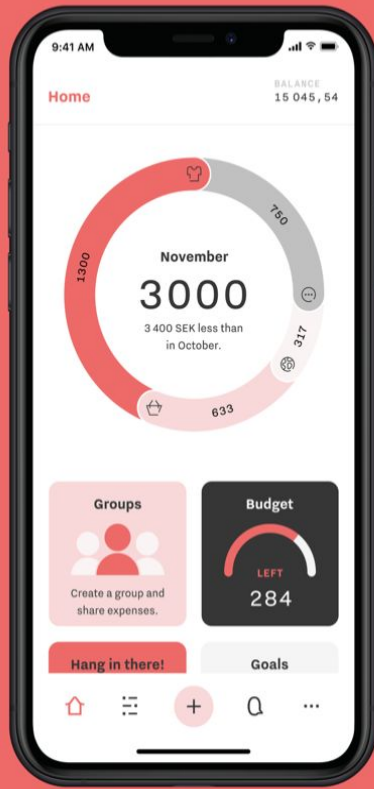 9:41 AM
Home
BALANCE
15 045,54
1300
750
317
633
November
3000
3 400 SEK less than
in October.
Groups
Create a group and
share expenses.
Budget
LEFT
284
Hang in there!
Goals